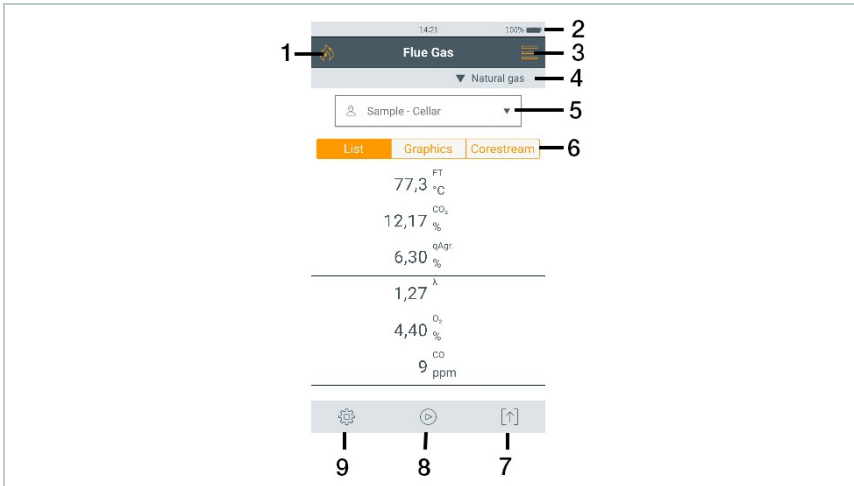 14:21 100% 2
1 Flue Gas 3
Natural gas 4
Sample - Cellar 5
List Graphics Corestream 6
FT
77,3 °C
CO₂
12,17 %
qAgr.
6,30 %
λ
1,27
O₂
4,40 %
CO
9 ppm
9 8 7